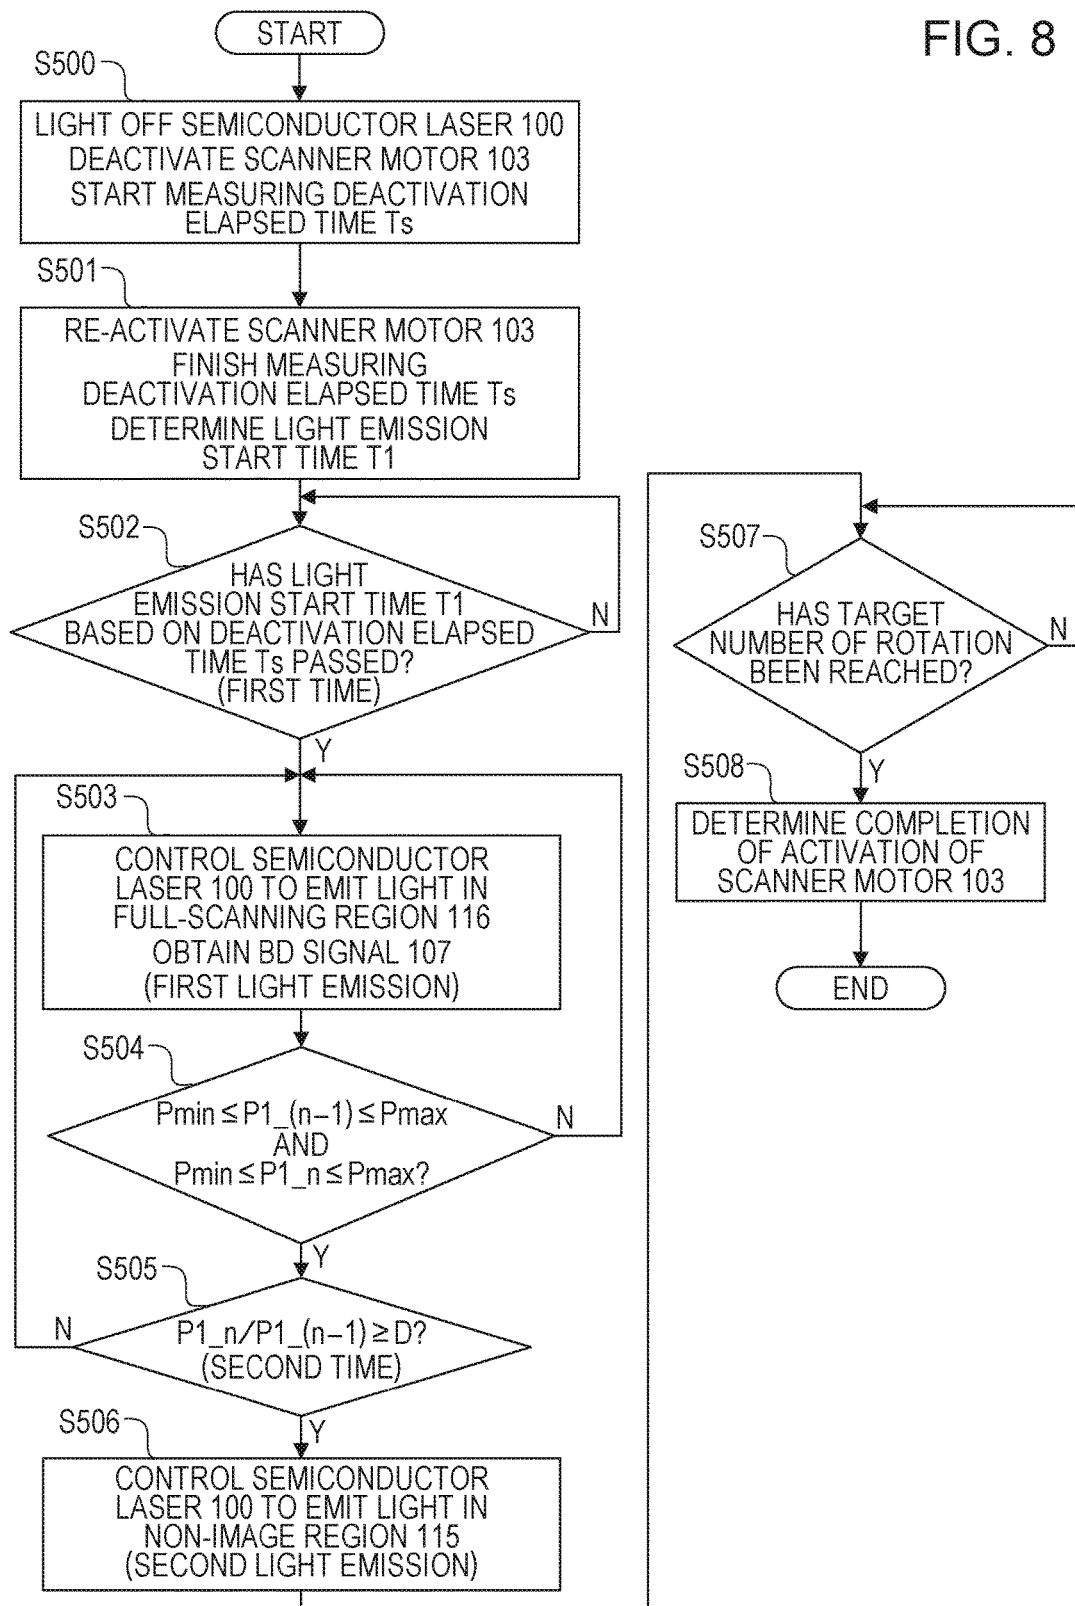 FIG. 8
START
S500
LIGHT OFF SEMICONDUCTOR LASER 100
DEACTIVATE SCANNER MOTOR 103
START MEASURING DEACTIVATION
ELAPSED TIME Ts
S501
RE-ACTIVATE SCANNER MOTOR 103
FINISH MEASURING
DEACTIVATION ELAPSED TIME Ts
DETERMINE LIGHT EMISSION
START TIME T1
S502
HAS LIGHT
EMISSION START TIME T1
BASED ON DEACTIVATION ELAPSED
TIME Ts PASSED?
(FIRST TIME)
N
Y
S503
CONTROL SEMICONDUCTOR
LASER 100 TO EMIT LIGHT IN
FULL-SCANNING REGION 116
OBTAIN BD SIGNAL 107
(FIRST LIGHT EMISSION)
S504
Pmin ≤ P1_(n−1) ≤ Pmax
AND
Pmin ≤ P1_n ≤ Pmax?
N
Y
S505
P1_n/P1_(n−1) ≥ D?
(SECOND TIME)
N
Y
S506
CONTROL SEMICONDUCTOR
LASER 100 TO EMIT LIGHT IN
NON-IMAGE REGION 115
(SECOND LIGHT EMISSION)
S507
HAS TARGET
NUMBER OF ROTATION
BEEN REACHED?
N
Y
S508
DETERMINE COMPLETION
OF ACTIVATION OF
SCANNER MOTOR 103
END